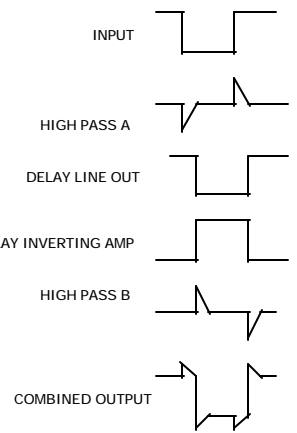 INPUT
HIGH PASS A
DELAY LINE OUT
AY INVERTING AMP
HIGH PASS B
COMBINED OUTPUT